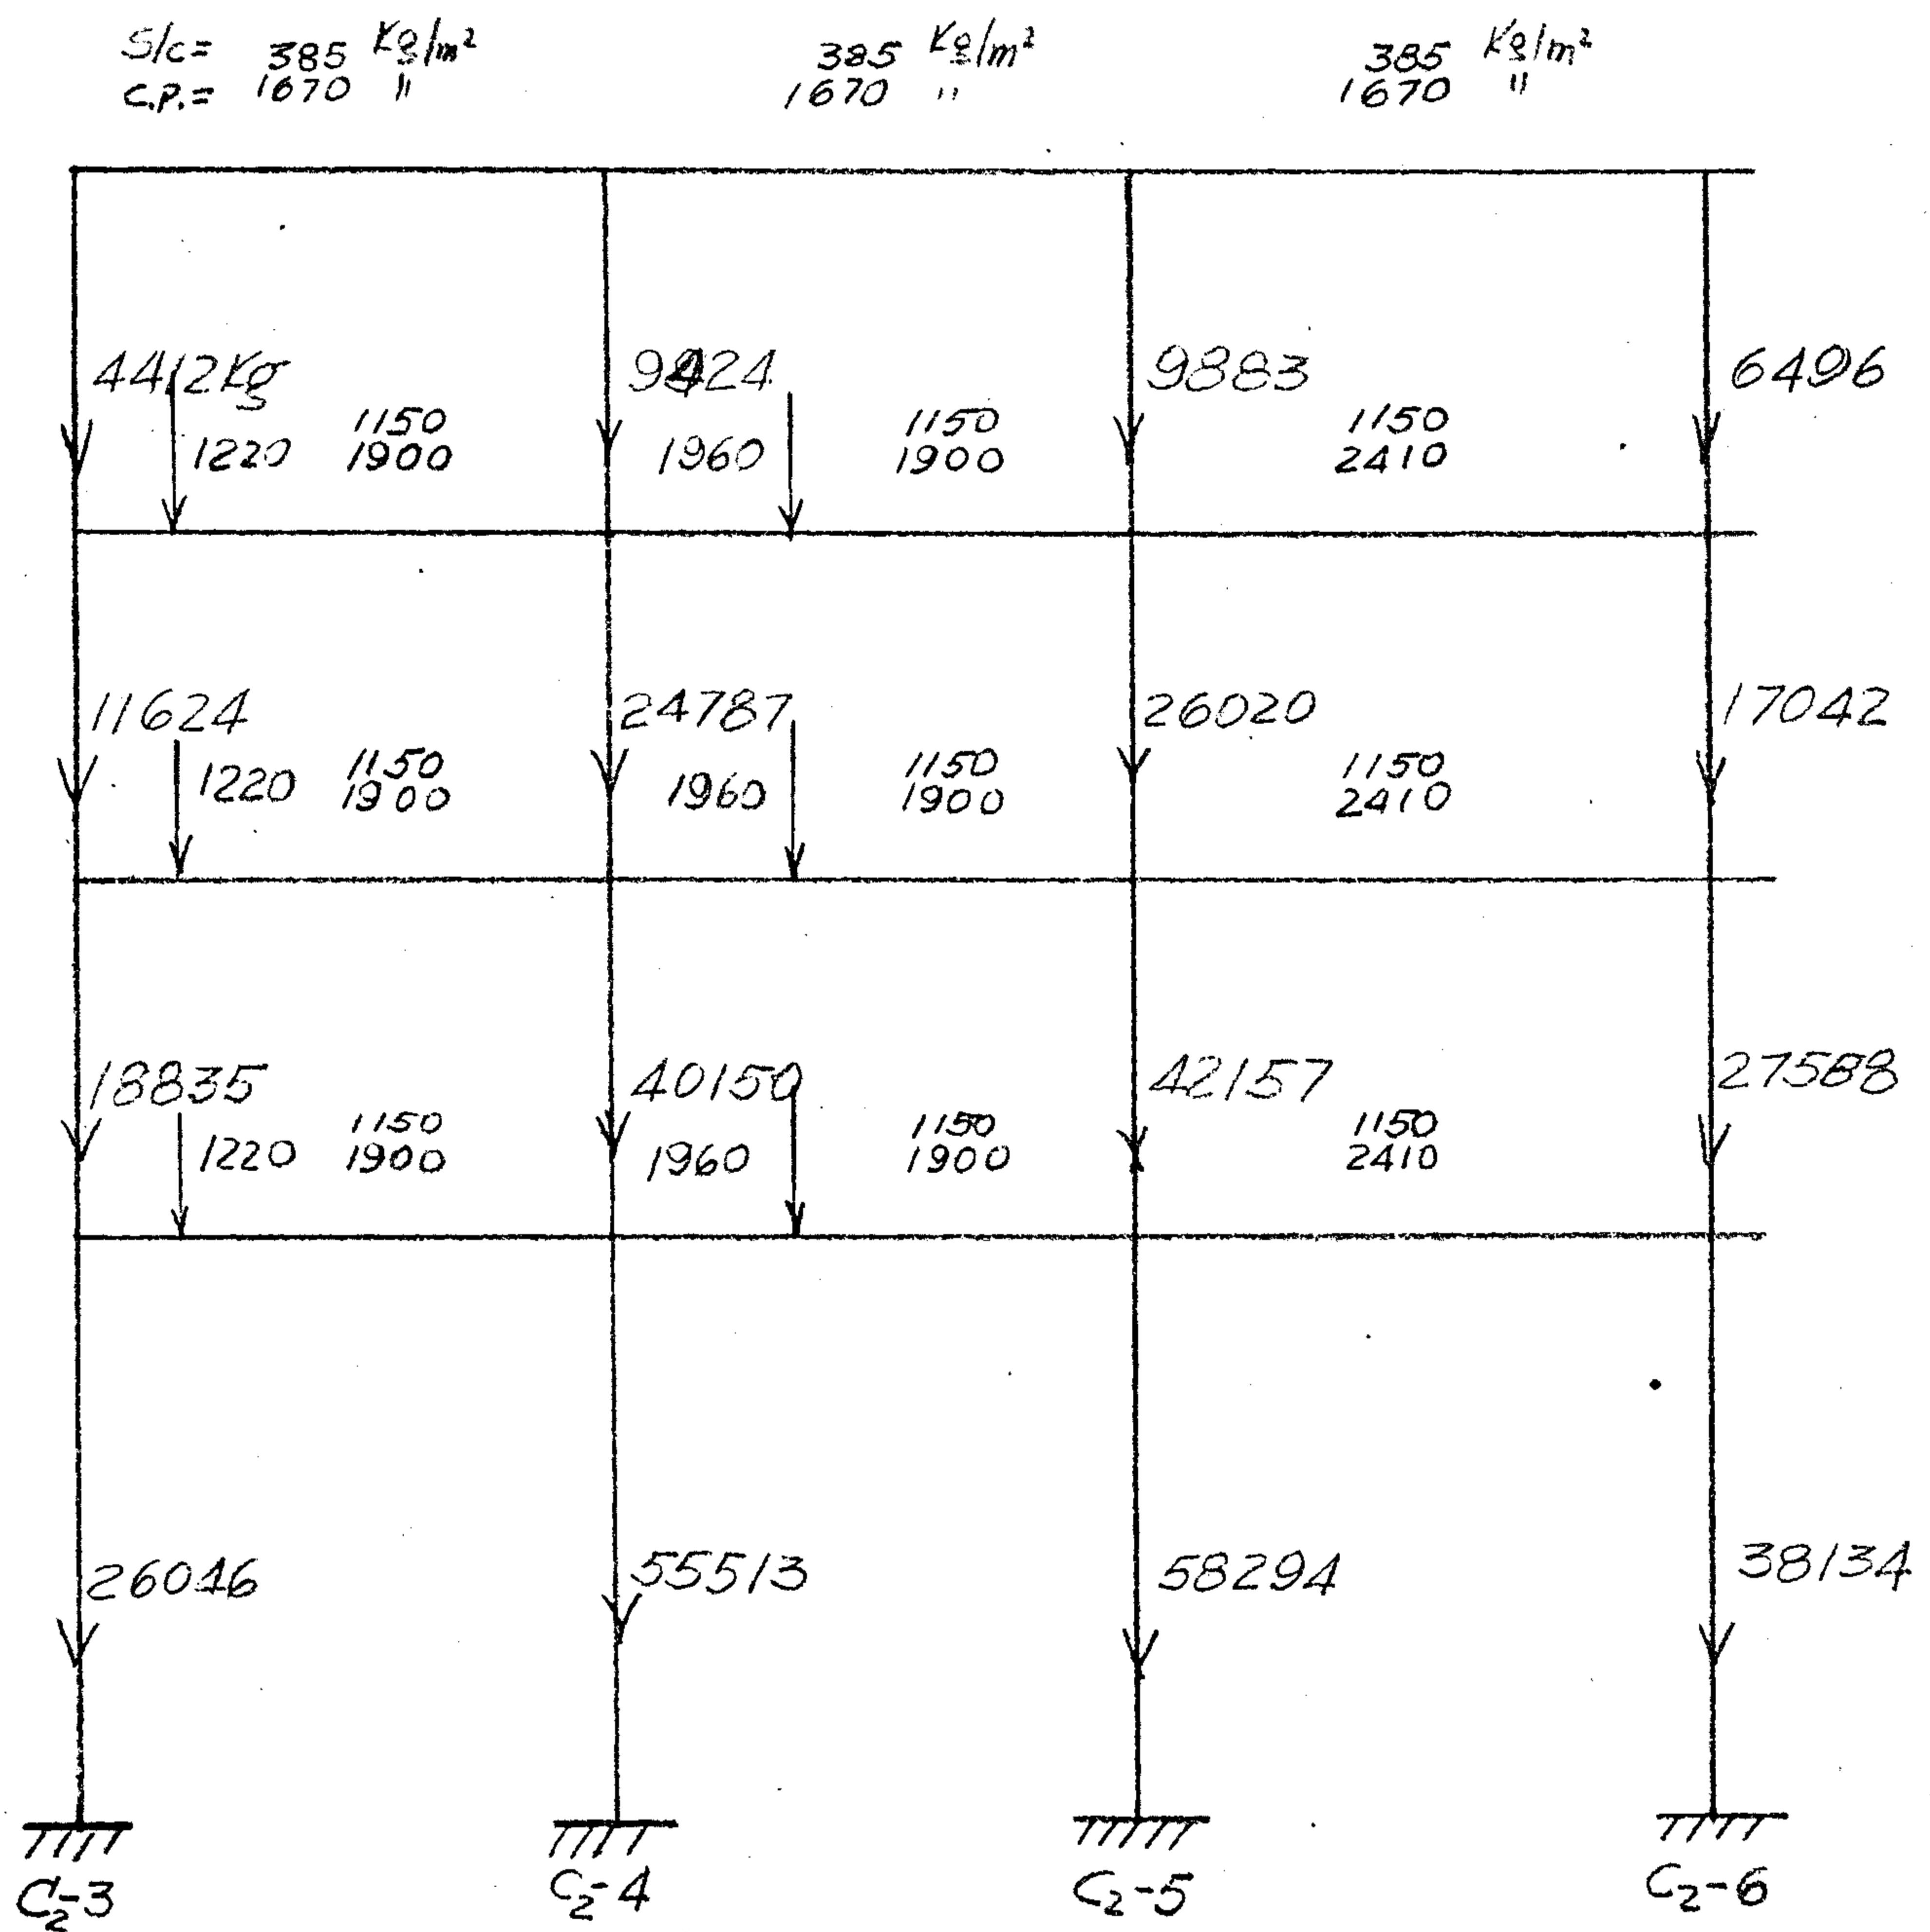 S/c= 385 Kg/m² 385 Kg/m² 385 Kg/m²
C.P.= 1670 " 1670 " 1670 "
4412Kg 9424 9883 6496
1150 1150 1150
1220 1900 1960 1900 2410
11624 24787 26020 17042
1150 1150 1150
1220 1900 1960 1900 2410
18835 40150 42157 27588
1150 1150 1150
1220 1900 1960 1900 2410
26046 55513 58294 38134
C₂-3 C₂-4 C₂-5 C₂-6